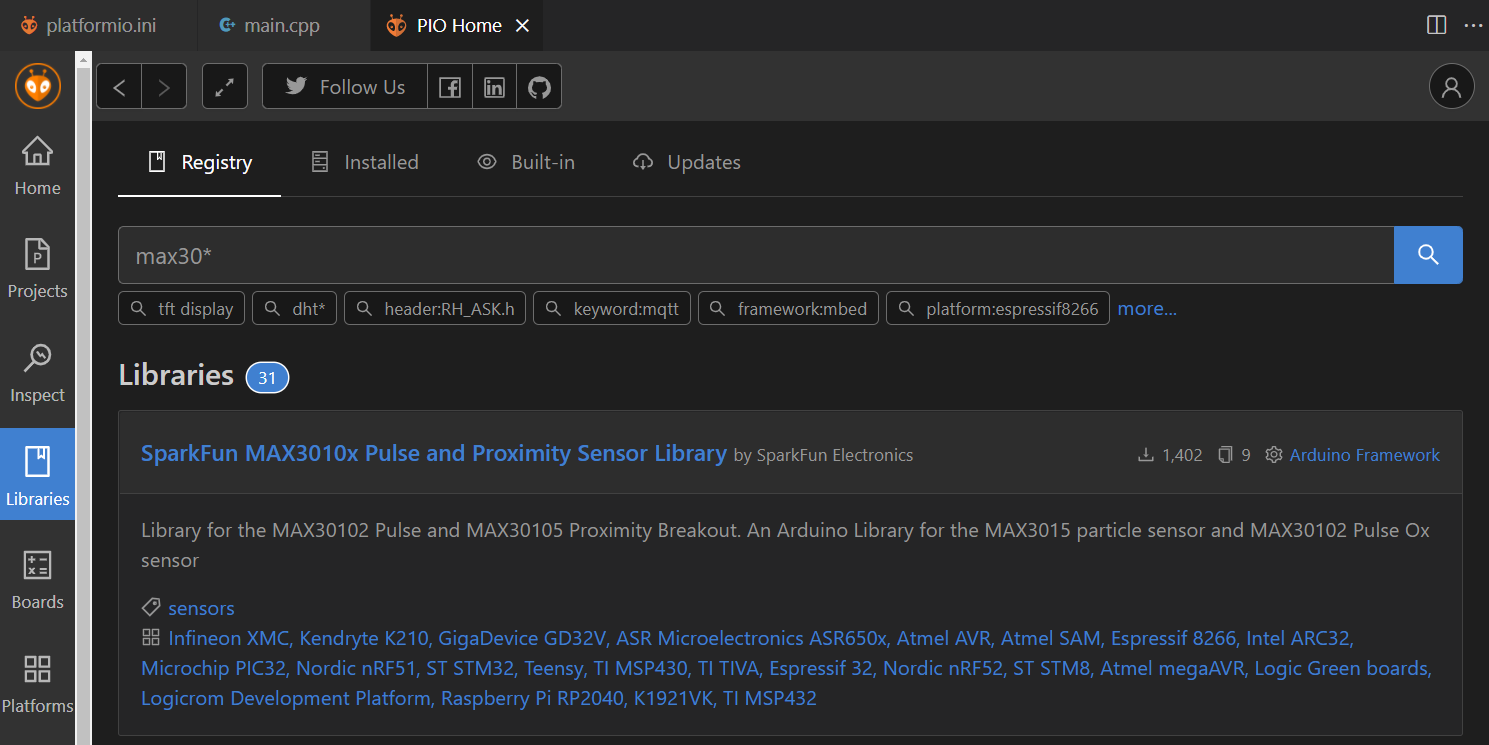 platformio.ini main.cpp PIO Home
Follow Us
Home
Projects
Inspect
Libraries
Boards
Platforms
Registry Installed Built-in Updates
max30*
tft display dht* header:RH_ASK.h keyword:mqtt framework:mbed platform:espressif8266 more...
Libraries 31
SparkFun MAX3010x Pulse and Proximity Sensor Library by SparkFun Electronics 1,402 9 Arduino Framework
Library for the MAX30102 Pulse and MAX30105 Proximity Breakout. An Arduino Library for the MAX3015 particle sensor and MAX30102 Pulse Ox
sensor
sensors
Infineon XMC, Kendryte K210, GigaDevice GD32V, ASR Microelectronics ASR650x, Atmel AVR, Atmel SAM, Espressif 8266, Intel ARC32,
Microchip PIC32, Nordic nRF51, ST STM32, Teensy, TI MSP430, TI TIVA, Espressif 32, Nordic nRF52, ST STM8, Atmel megaAVR, Logic Green boards,
Logicrom Development Platform, Raspberry Pi RP2040, K1921VK, TI MSP432